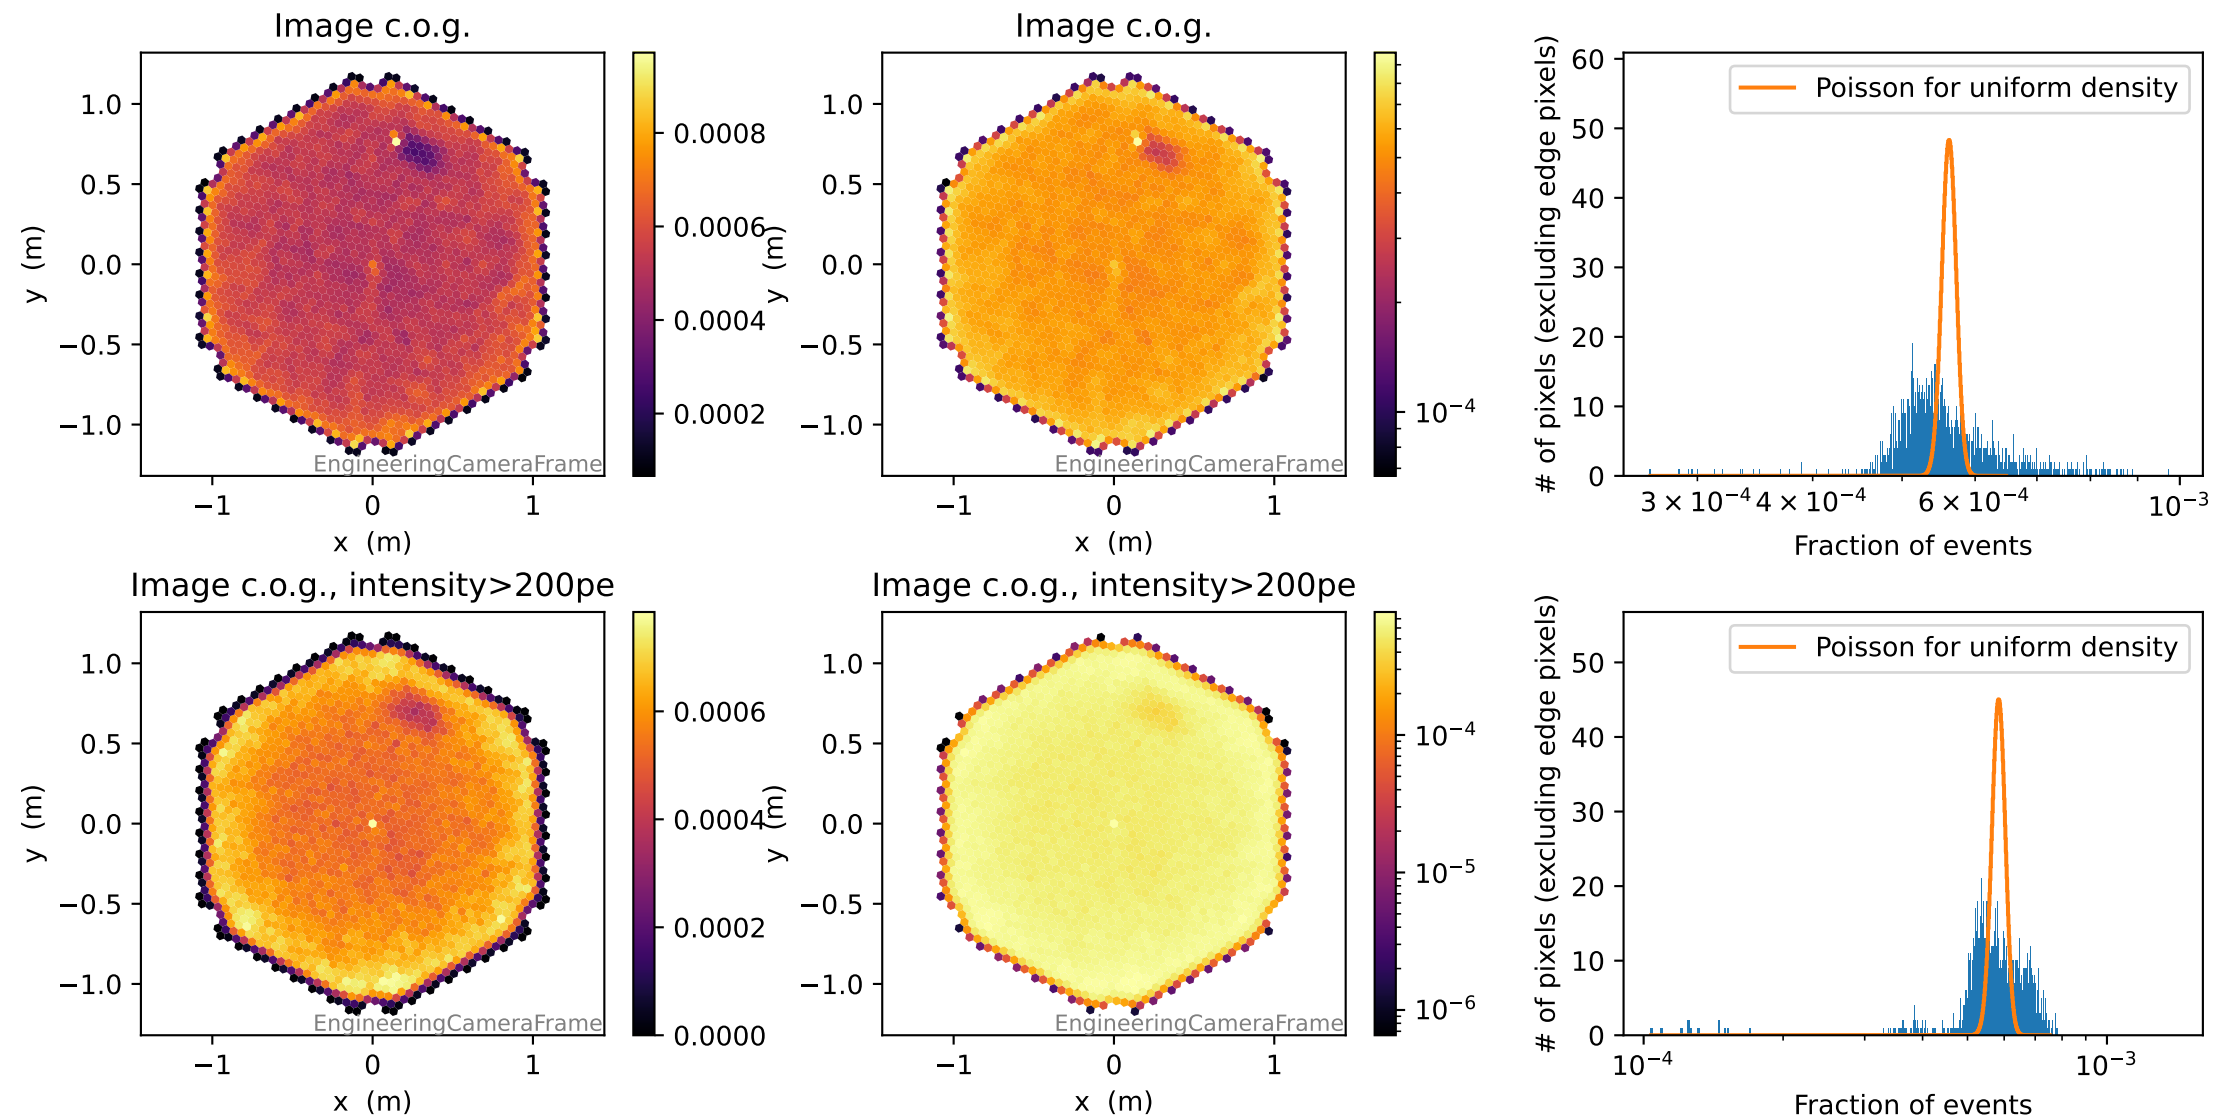 Image c.o.g.
1.0
0.5
0.0
−0.5
−1.0
y (m)
−1
0
1
x (m)
EngineeringCameraFrame
0.0008
0.0006
0.0004
0.0002
Image c.o.g.
1.0
0.5
0.0
−0.5
−1.0
y (m)
−1
0
1
x (m)
EngineeringCameraFrame
10⁻⁴
60
50
40
30
20
10
0
# of pixels (excluding edge pixels)
Poisson for uniform density
3 × 10⁻⁴
4 × 10⁻⁴
6 × 10⁻⁴
10⁻³
Fraction of events
Image c.o.g., intensity>200pe
1.0
0.5
0.0
−0.5
−1.0
y (m)
−1
0
1
x (m)
EngineeringCameraFrame
0.0006
0.0004
0.0002
0.0000
Image c.o.g., intensity>200pe
1.0
0.5
0.0
−0.5
−1.0
y (m)
−1
0
1
x (m)
EngineeringCameraFrame
10⁻⁴
10⁻⁵
10⁻⁶
50
40
30
20
10
0
# of pixels (excluding edge pixels)
Poisson for uniform density
10⁻⁴
10⁻³
Fraction of events